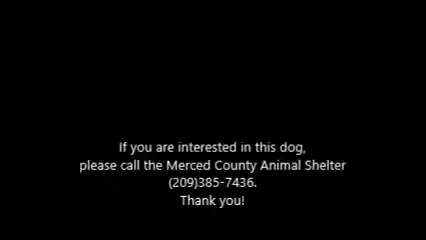 If you are interested in this dog,
please call the Merced County Animal Shelter
(209)385-7436.
Thank you!